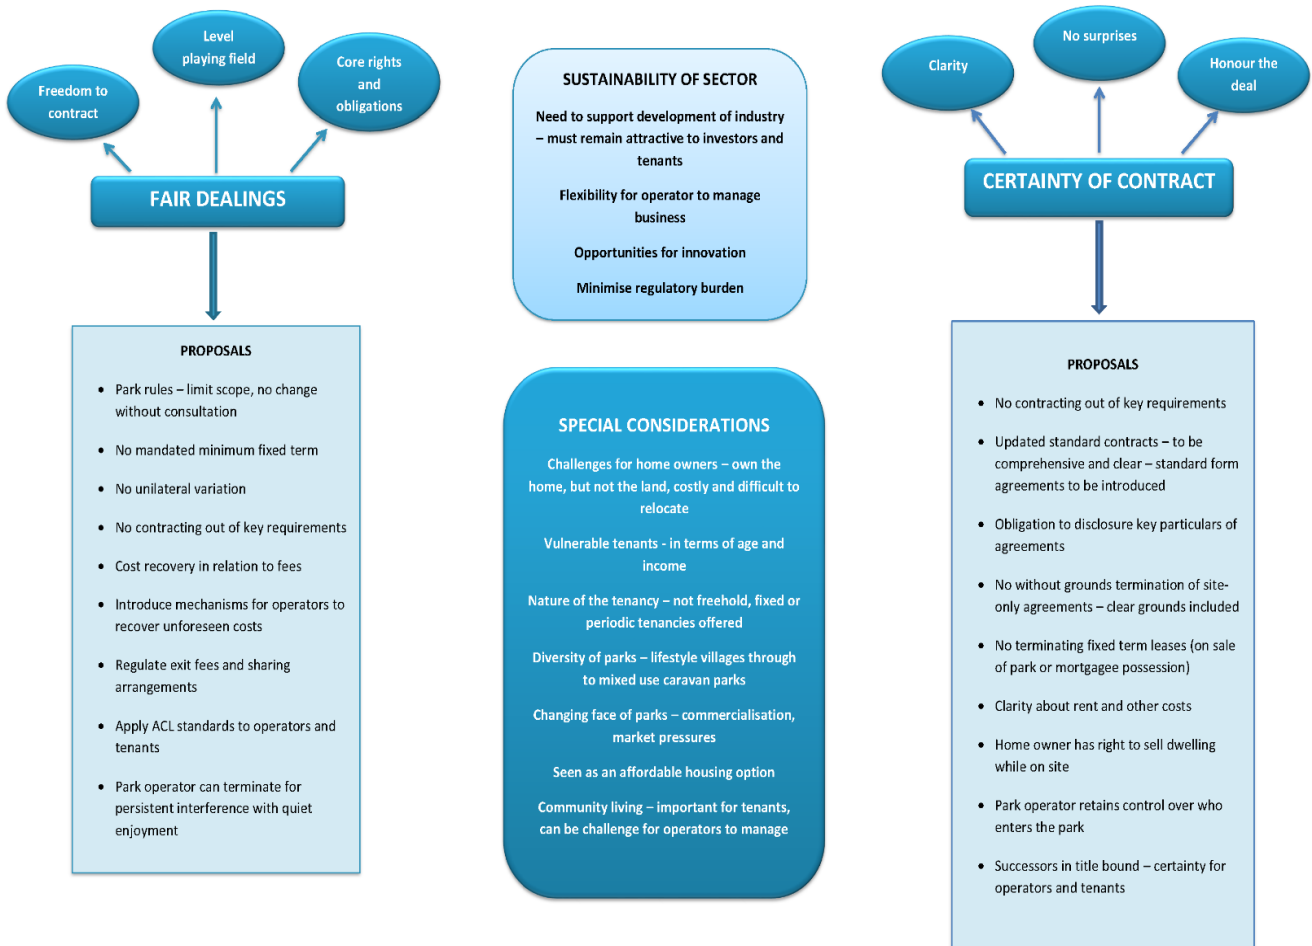 Freedom to
contract
Level
playing field
Core rights
and
obligations
FAIR DEALINGS
PROPOSALS
• Park rules – limit scope, no change
without consultation
• No mandated minimum fixed term
• No unilateral variation
• No contracting out of key requirements
• Cost recovery in relation to fees
• Introduce mechanisms for operators to
recover unforeseen costs
• Regulate exit fees and sharing
arrangements
• Apply ACL standards to operators and
tenants
• Park operator can terminate for
persistent interference with quiet
enjoyment
SUSTAINABILITY OF SECTOR
Need to support development of industry
– must remain attractive to investors and
tenants
Flexibility for operator to manage
business
Opportunities for innovation
Minimise regulatory burden
SPECIAL CONSIDERATIONS
Challenges for home owners – own the
home, but not the land, costly and difficult to
relocate
Vulnerable tenants - in terms of age and
income
Nature of the tenancy – not freehold, fixed or
periodic tenancies offered
Diversity of parks – lifestyle villages through
to mixed use caravan parks
Changing face of parks – commercialisation,
market pressures
Seen as an affordable housing option
Community living – important for tenants,
can be challenge for operators to manage
Clarity
No surprises
Honour the
deal
CERTAINTY OF CONTRACT
PROPOSALS
• No contracting out of key requirements
• Updated standard contracts – to be
comprehensive and clear – standard form
agreements to be introduced
• Obligation to disclosure key particulars of
agreements
• No without grounds termination of site-
only agreements – clear grounds included
• No terminating fixed term leases (on sale
of park or mortgagee possession)
• Clarity about rent and other costs
• Home owner has right to sell dwelling
while on site
• Park operator retains control over who
enters the park
• Successors in title bound – certainty for
operators and tenants